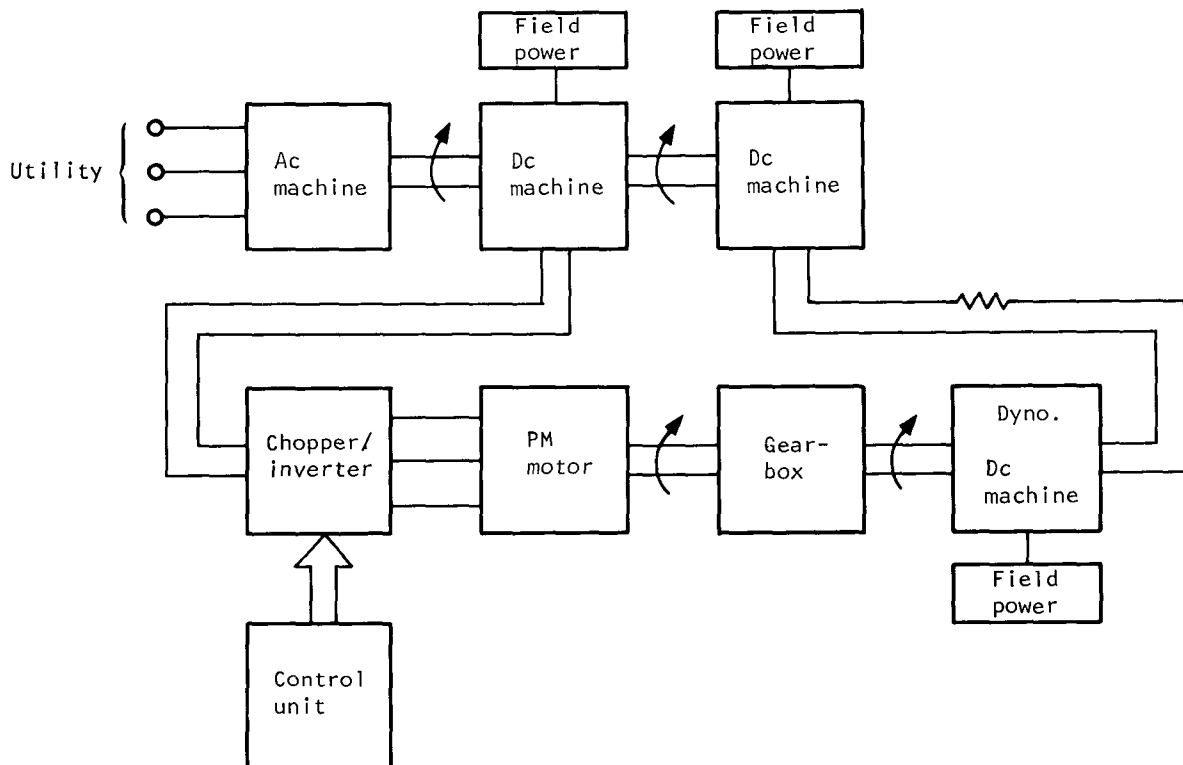 Field
power
Field
power
Utility
Ac
machine
Dc
machine
Dc
machine
Chopper/
inverter
PM
motor
Gear-
box
Dyno.
Dc
machine
Field
power
Control
unit